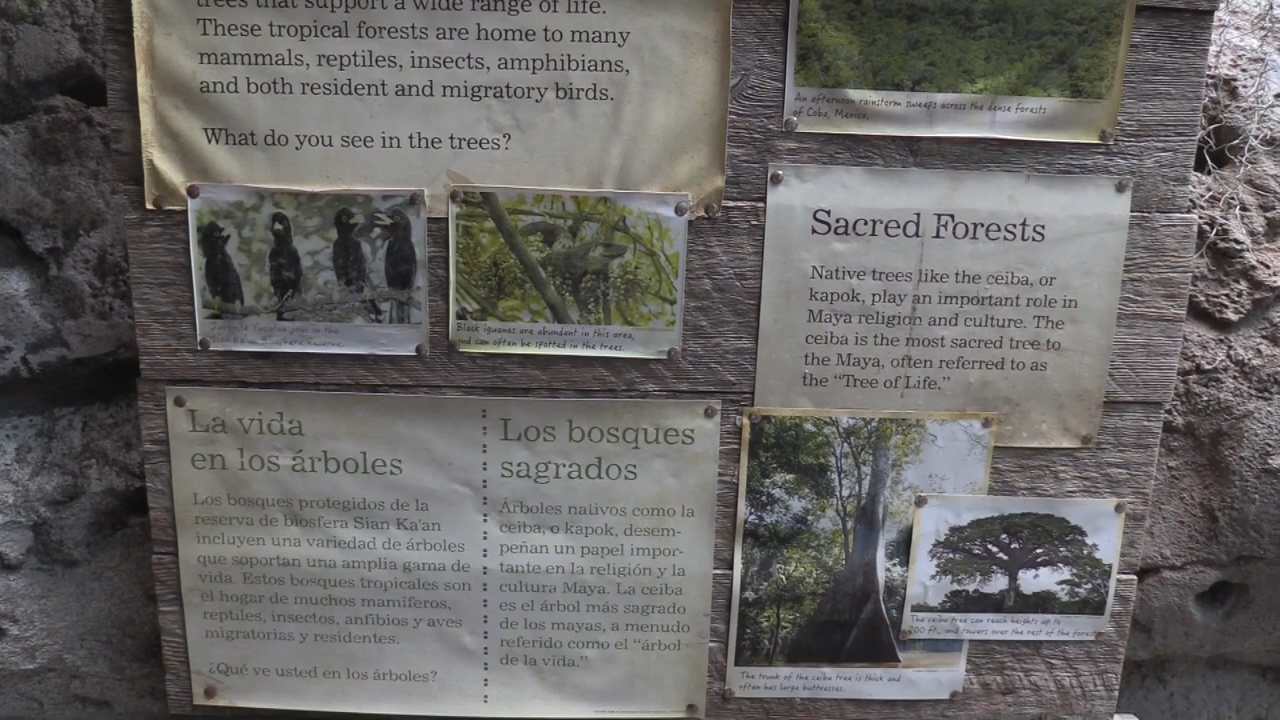 trees that support a wide range of life.
These tropical forests are home to many
mammals, reptiles, insects, amphibians,
and both resident and migratory birds.
What do you see in the trees?
An afternoon rainstorm sweeps across the dense forests
of Coba, Mexico.
Juvenile Yucatan jays in the
Sian Ka'an Biosphere Reserve.
Black iguanas are abundant in this area,
and can often be spotted in the trees.
Sacred Forests
Native trees like the ceiba, or
kapok, play an important role in
Maya religion and culture. The
ceiba is the most sacred tree to
the Maya, often referred to as
the “Tree of Life.”
La vida
en los árboles
Los bosques protegidos de la
reserva de biosfera Sian Ka'an
incluyen una variedad de árboles
que soportan una amplia gama de
vida. Estos bosques tropicales son
el hogar de muchos mamíferos,
reptiles, insectos, anfibios y aves
migratorias y residentes.
¿Qué ve usted en los árboles?
Los bosques
sagrados
Árboles nativos como la
ceiba, o kapok, desem-
peñan un papel impor-
tante en la religión y la
cultura Maya. La ceiba
es el árbol más sagrado
de los mayas, a menudo
referido como el “árbol
de la vida.”
The ceiba tree can reach heights up to
200 ft., and towers over the rest of the forest.
The trunk of the ceiba tree is thick and
often has large buttresses.